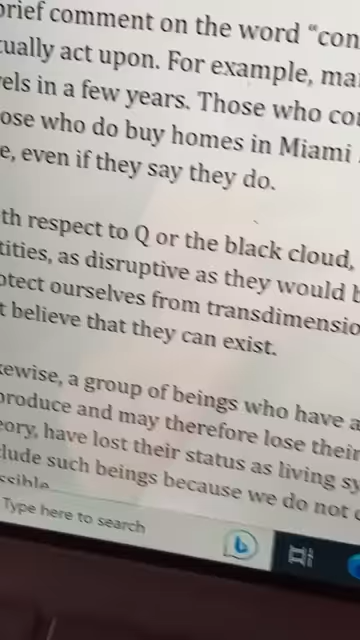 brief comment on the word “con
tually act upon. For example, ma
els in a few years. Those who co
ose who do buy homes in Miami
e, even if they say they do.
th respect to Q or the black cloud,
tities, as disruptive as they would b
otect ourselves from transdimensio
t believe that they can exist.
ewise, a group of beings who have a
produce and may therefore lose their
eory, have lost their status as living sy
clude such beings because we do not
ssible
Type here to search